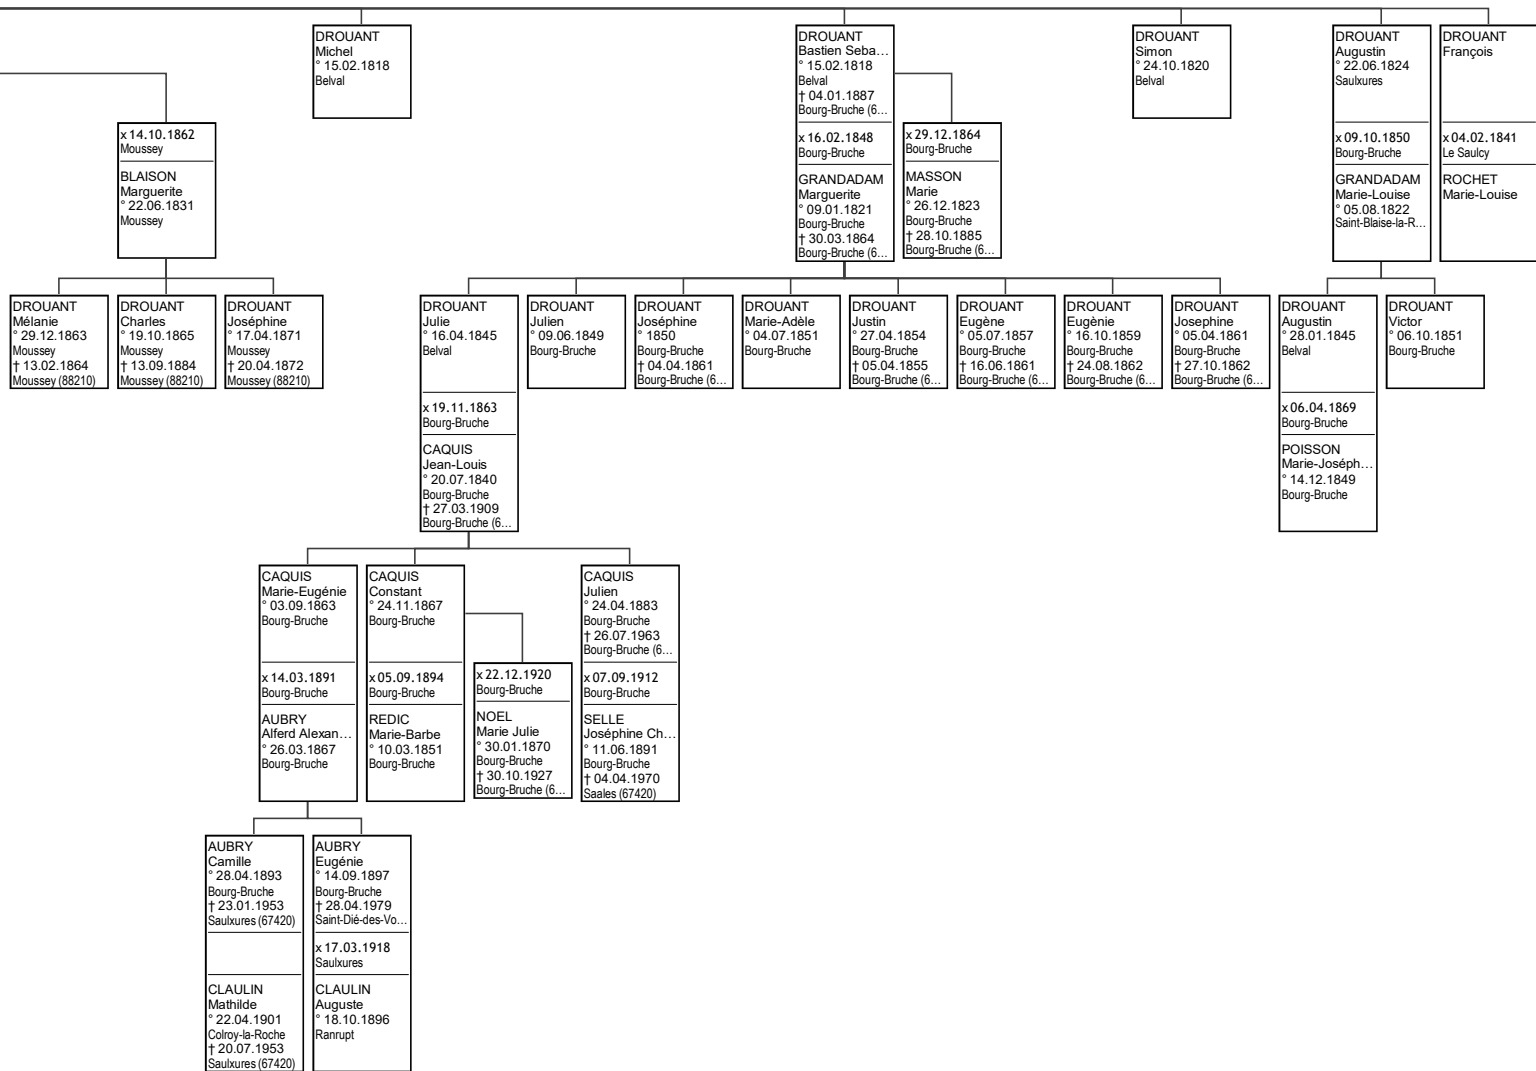 DROUANT
Michel
° 15.02.1818
Belval
DROUANT
Bastien Seba...
° 15.02.1818
Belval
† 04.01.1887
Bourg-Bruche (6...
x 16.02.1848
Bourg-Bruche
GRANDADAM
Marguerite
° 09.01.1821
Bourg-Bruche
† 30.03.1864
Bourg-Bruche (6...
x 29.12.1864
Bourg-Bruche
MASSON
Marie
° 26.12.1823
Bourg-Bruche
† 28.10.1885
Bourg-Bruche (6...
DROUANT
Simon
° 24.10.1820
Belval
DROUANT
Augustin
° 22.06.1824
Saulxures
x 09.10.1850
Bourg-Bruche
GRANDADAM
Marie-Louise
° 05.08.1822
Saint-Blaise-la-R...
DROUANT
François
x 04.02.1841
Le Saulcy
ROCHET
Marie-Louise
x 14.10.1862
Moussey
BLAISON
Marguerite
° 22.06.1831
Moussey
DROUANT
Mélanie
° 29.12.1863
Moussey
† 13.02.1864
Moussey (88210)
DROUANT
Charles
° 19.10.1865
Moussey
† 13.09.1884
Moussey (88210)
DROUANT
Joséphine
° 17.04.1871
Moussey
† 20.04.1872
Moussey (88210)
DROUANT
Julie
° 16.04.1845
Belval
x 19.11.1863
Bourg-Bruche
CAQUIS
Jean-Louis
° 20.07.1840
Bourg-Bruche
† 27.03.1909
Bourg-Bruche (6...
DROUANT
Julien
° 09.06.1849
Bourg-Bruche
DROUANT
Joséphine
° 1850
Bourg-Bruche
† 04.04.1861
Bourg-Bruche (6...
DROUANT
Marie-Adèle
° 04.07.1851
Bourg-Bruche
DROUANT
Justin
° 27.04.1854
Bourg-Bruche
† 05.04.1855
Bourg-Bruche (6...
DROUANT
Eugène
° 05.07.1857
Bourg-Bruche
† 16.06.1861
Bourg-Bruche (6...
DROUANT
Eugènie
° 16.10.1859
Bourg-Bruche
† 24.08.1862
Bourg-Bruche (6...
DROUANT
Josephine
° 05.04.1861
Bourg-Bruche
† 27.10.1862
Bourg-Bruche (6...
DROUANT
Augustin
° 28.01.1845
Belval
x 06.04.1869
Bourg-Bruche
POISSON
Marie-Joséph...
° 14.12.1849
Bourg-Bruche
DROUANT
Victor
° 06.10.1851
Bourg-Bruche
CAQUIS
Marie-Eugénie
° 03.09.1863
Bourg-Bruche
x 14.03.1891
Bourg-Bruche
AUBRY
Alferd Alexan...
° 26.03.1867
Bourg-Bruche
CAQUIS
Constant
° 24.11.1867
Bourg-Bruche
x 05.09.1894
Bourg-Bruche
REDIC
Marie-Barbe
° 10.03.1851
Bourg-Bruche
x 22.12.1920
Bourg-Bruche
NOEL
Marie Julie
° 30.01.1870
Bourg-Bruche
† 30.10.1927
Bourg-Bruche (6...
CAQUIS
Julien
° 24.04.1883
Bourg-Bruche
† 26.07.1963
Bourg-Bruche (6...
x 07.09.1912
Bourg-Bruche
SELLE
Joséphine Ch...
° 11.06.1891
Bourg-Bruche
† 04.04.1970
Saales (67420)
AUBRY
Camille
° 28.04.1893
Bourg-Bruche
† 23.01.1953
Saulxures (67420)
CLAULIN
Mathilde
° 22.04.1901
Colroy-la-Roche
† 20.07.1953
Saulxures (67420)
AUBRY
Eugénie
° 14.09.1897
Bourg-Bruche
† 28.04.1979
Saint-Dié-des-Vo...
x 17.03.1918
Saulxures
CLAULIN
Auguste
° 18.10.1896
Ranrupt